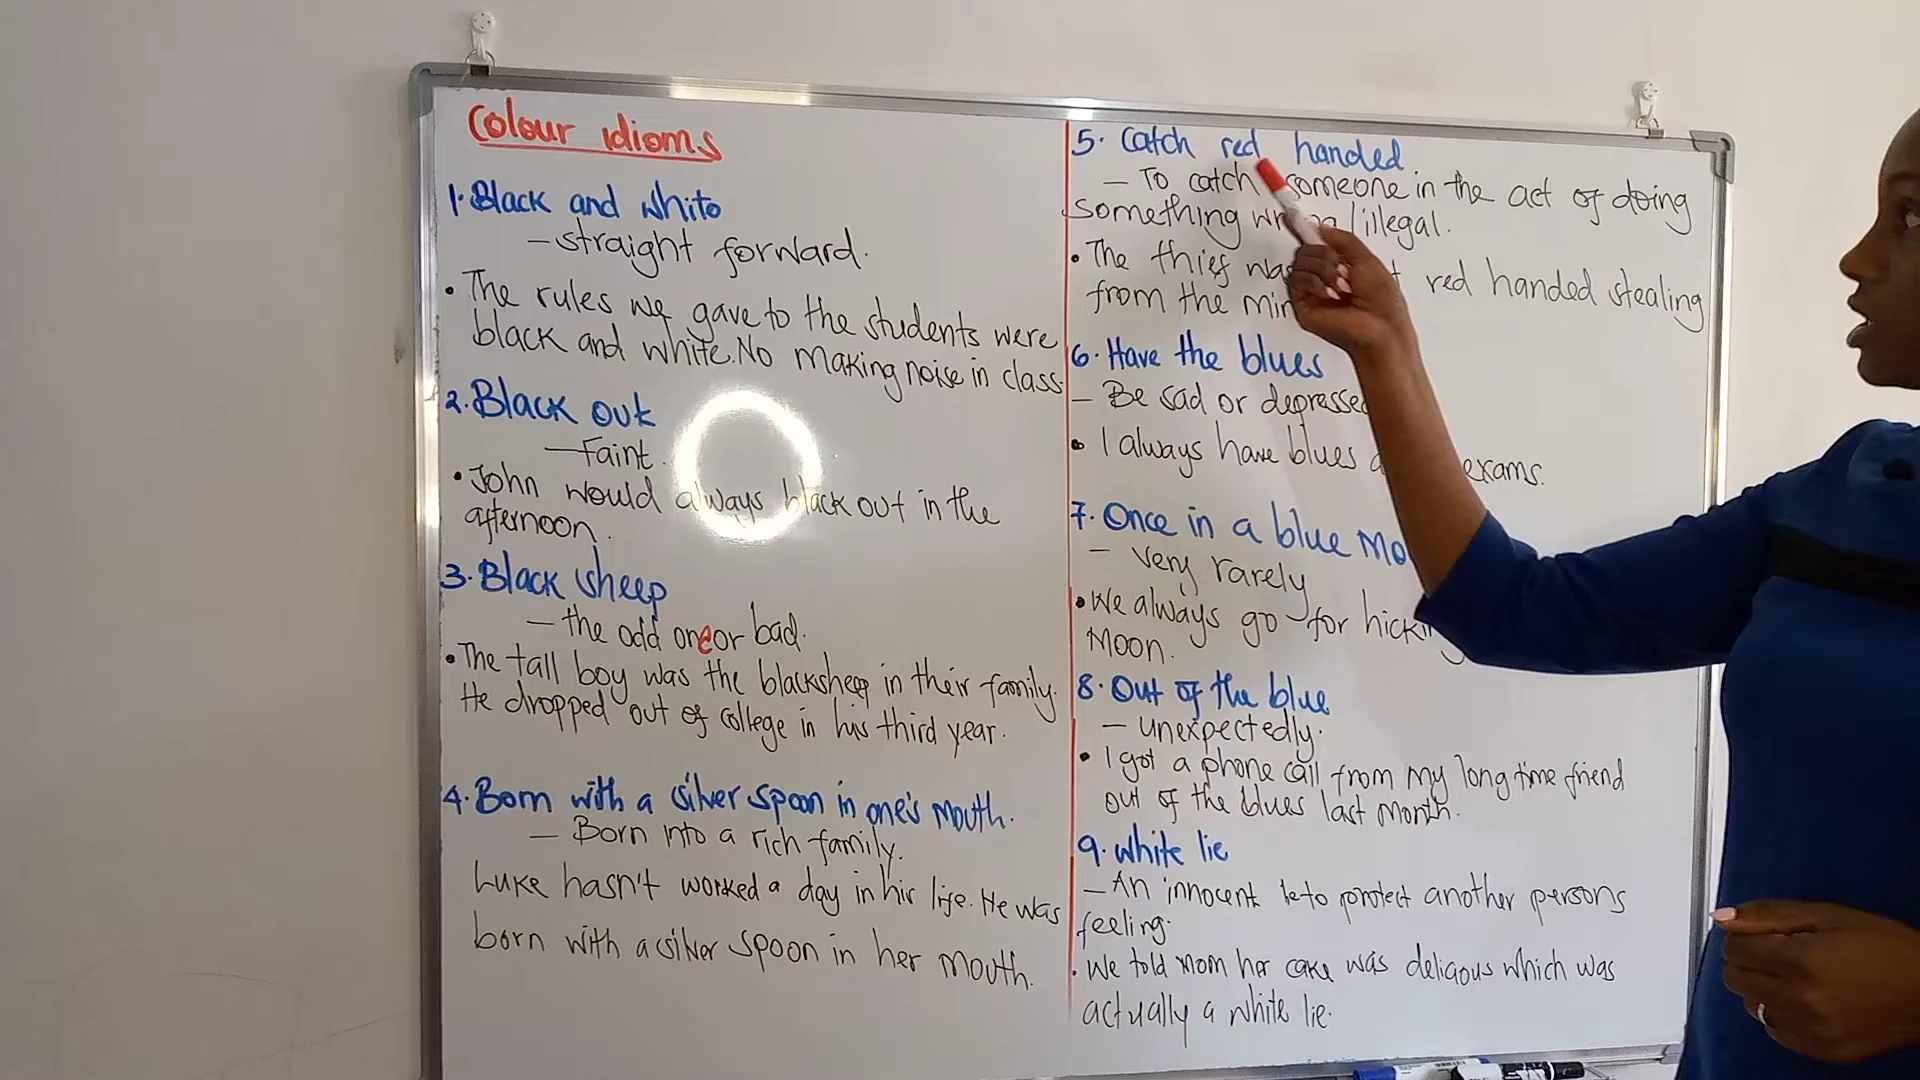 Colour idioms
1. Black and white
– straight forward.
• The rules we gave to the students were
black and white. No making noise in class.
2. Black out
– Faint.
• John would always black out in the
afternoon.
3. Black sheep
– the odd one or bad.
• The tall boy was the blacksheep in their family.
He dropped out of college in his third year.
4. Born with a silver spoon in one's mouth.
– Born into a rich family.
Luke hasn't worked a day in his life. He was
born with a silver spoon in her mouth.
5. Catch red handed.
– To catch someone in the act of doing
something /illegal.
• The thief red handed stealing
from the
6. Have the blues
– Be sad or depressed
• I always have blues exams.
7. Once in a blue
– Very rarely
• We always go for
Moon.
8. Out of the blue
– unexpectedly.
• I got a phone call from my long time friend
out of the blues last month.
9. white lie
– An innocent to protect another persons
feeling.
• We told mom her cake was which was
actually a white lie.